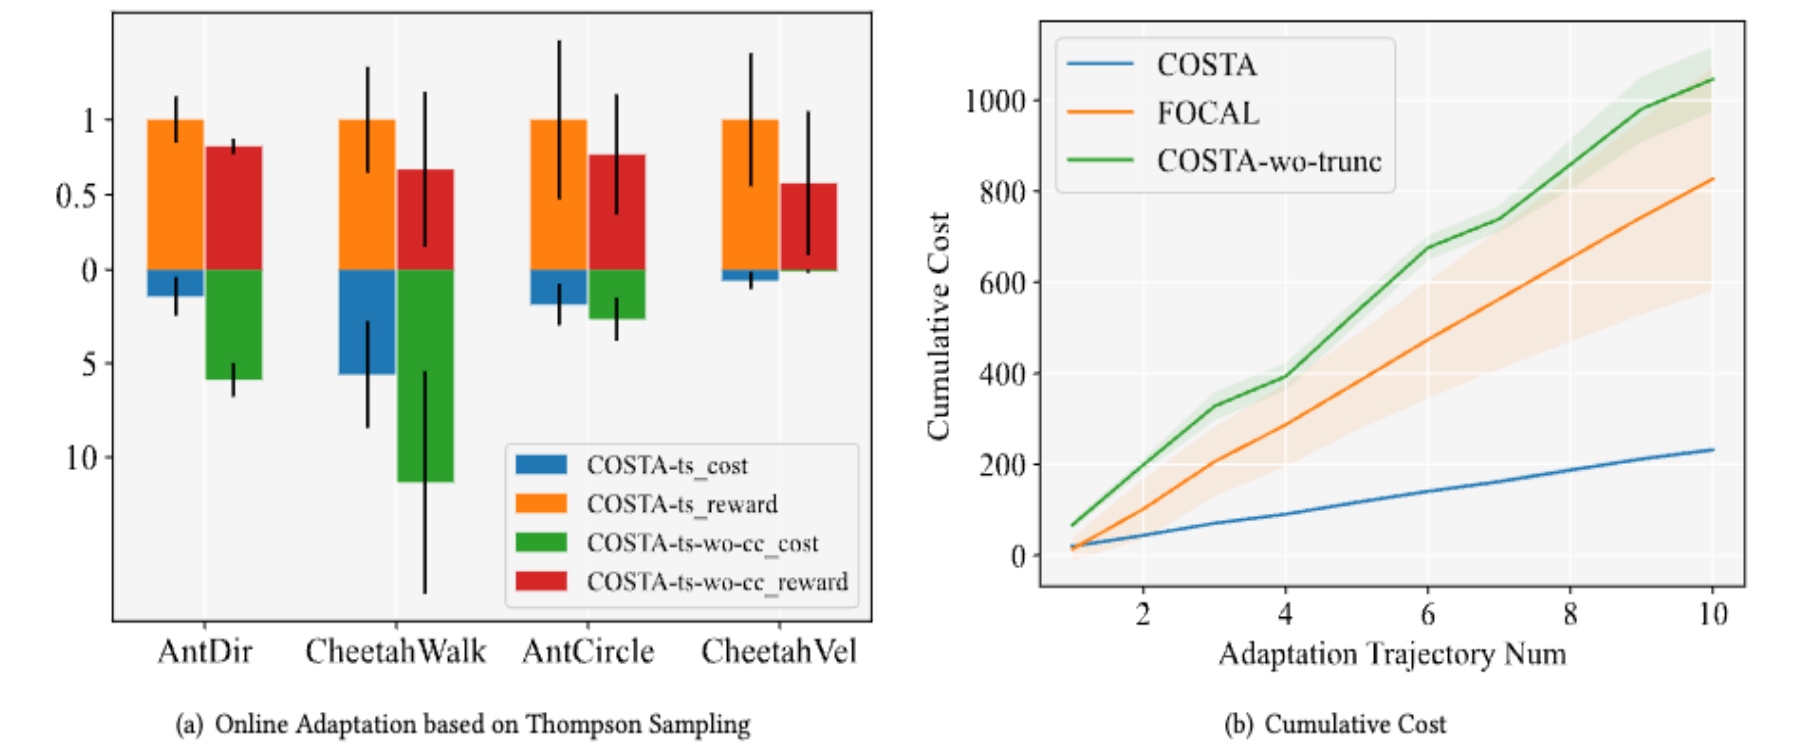 1
0.5
0
5
10
COSTA-ts_cost
COSTA-ts_reward
COSTA-ts-wo-cc_cost
COSTA-ts-wo-cc_reward
AntDir CheetahWalk AntCircle CheetahVel
(a) Online Adaptation based on Thompson Sampling
COSTA
FOCAL
COSTA-wo-trunc
Cumulative Cost
1000
800
600
400
200
0
2 4 6 8 10
Adaptation Trajectory Num
(b) Cumulative Cost